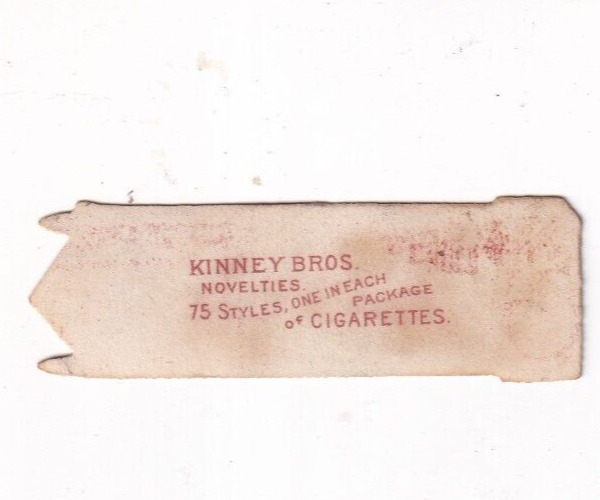 KINNEY BROS.
NOVELTIES
75 STYLES, ONE IN EACH
PACKAGE
OF CIGARETTES.